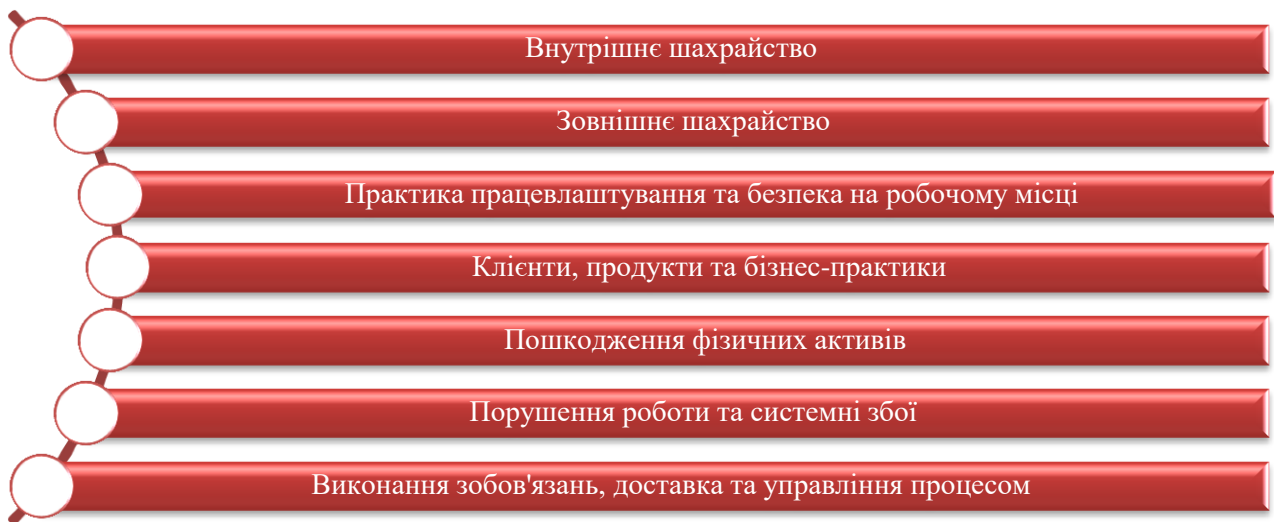 Внутрішнє шахрайство
Зовнішнє шахрайство
Практика працевлаштування та безпека на робочому місці
Клієнти, продукти та бізнес-практики
Пошкодження фізичних активів
Порушення роботи та системні збої
Виконання зобов'язань, доставка та управління процесом